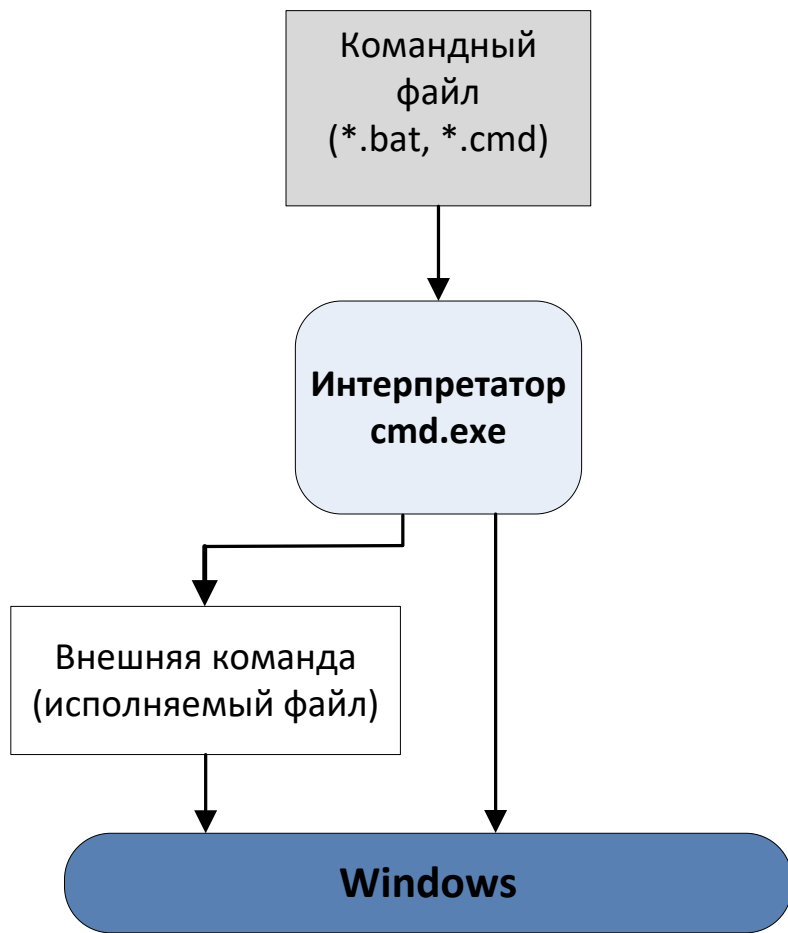 Командный
файл
(*.bat, *.cmd)
Интерпретатор
cmd.exe
Внешняя команда
(исполняемый файл)
Windows